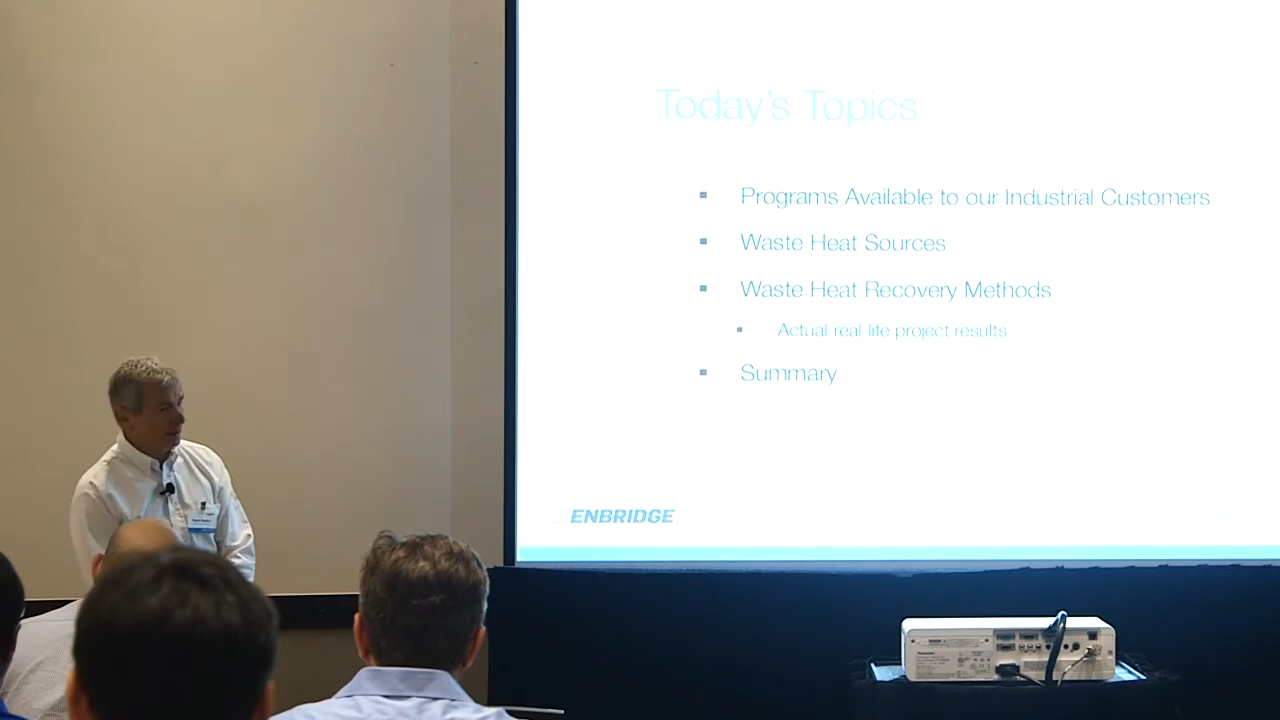 Today's Topics
Programs Available to our Industrial Customers
Waste Heat Sources
Waste Heat Recovery Methods
Actual real-life project results
Summary
ENBRIDGE
Panasonic